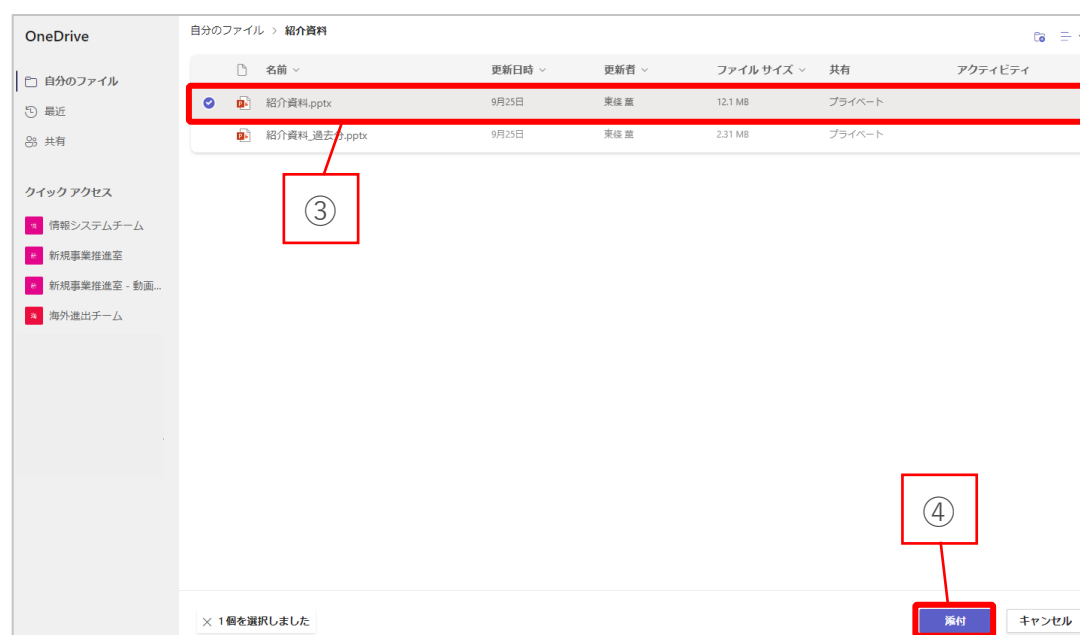 OneDrive
自分のファイル
最近
共有
クイック アクセス
情報システムチーム
新規事業推進室
新規事業推進室 - 動画...
海外進出チーム
自分のファイル > 紹介資料
名前 更新日時 更新者 ファイル サイズ 共有 アクティビティ
紹介資料.pptx 9月25日 東條 薫 12.1 MB プライベート
紹介資料_過去分.pptx 9月25日 東條 薫 2.31 MB プライベート
③
④
× 1 個を選択しました
添付 キャンセル